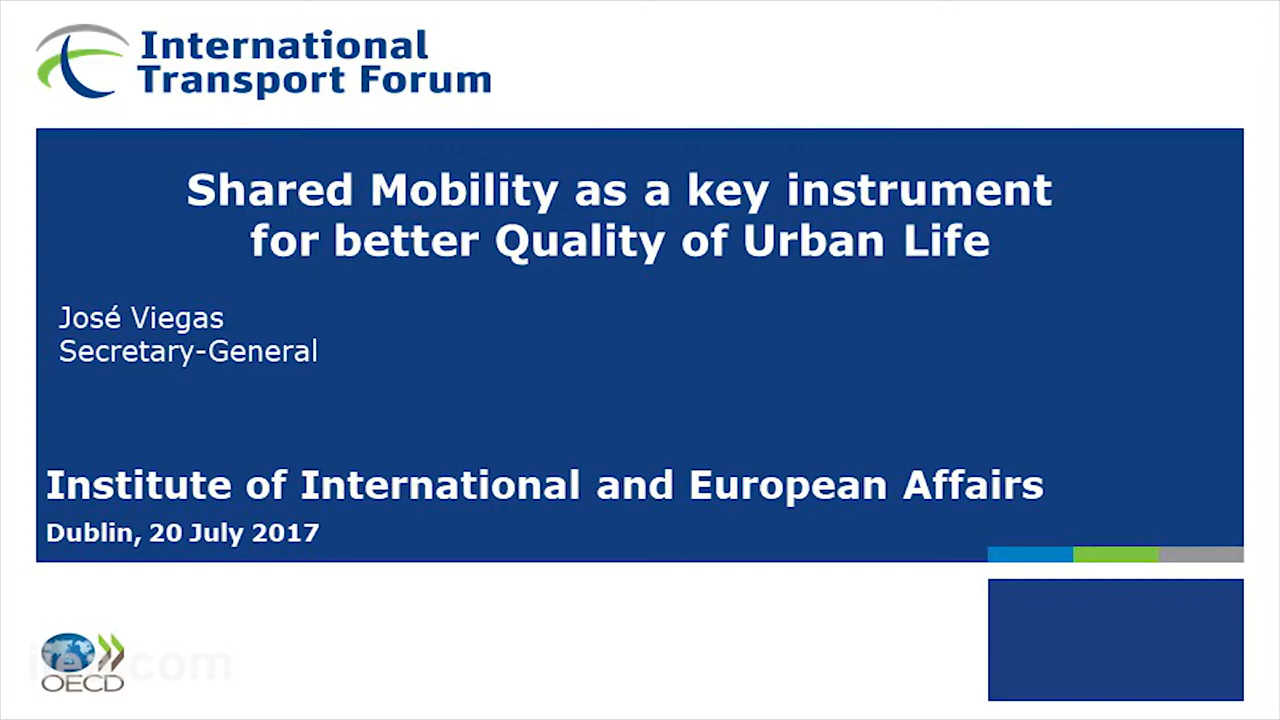 International
Transport Forum
Shared Mobility as a key instrument
for better Quality of Urban Life
José Viegas
Secretary-General
Institute of International and European Affairs
Dublin, 20 July 2017
OECD